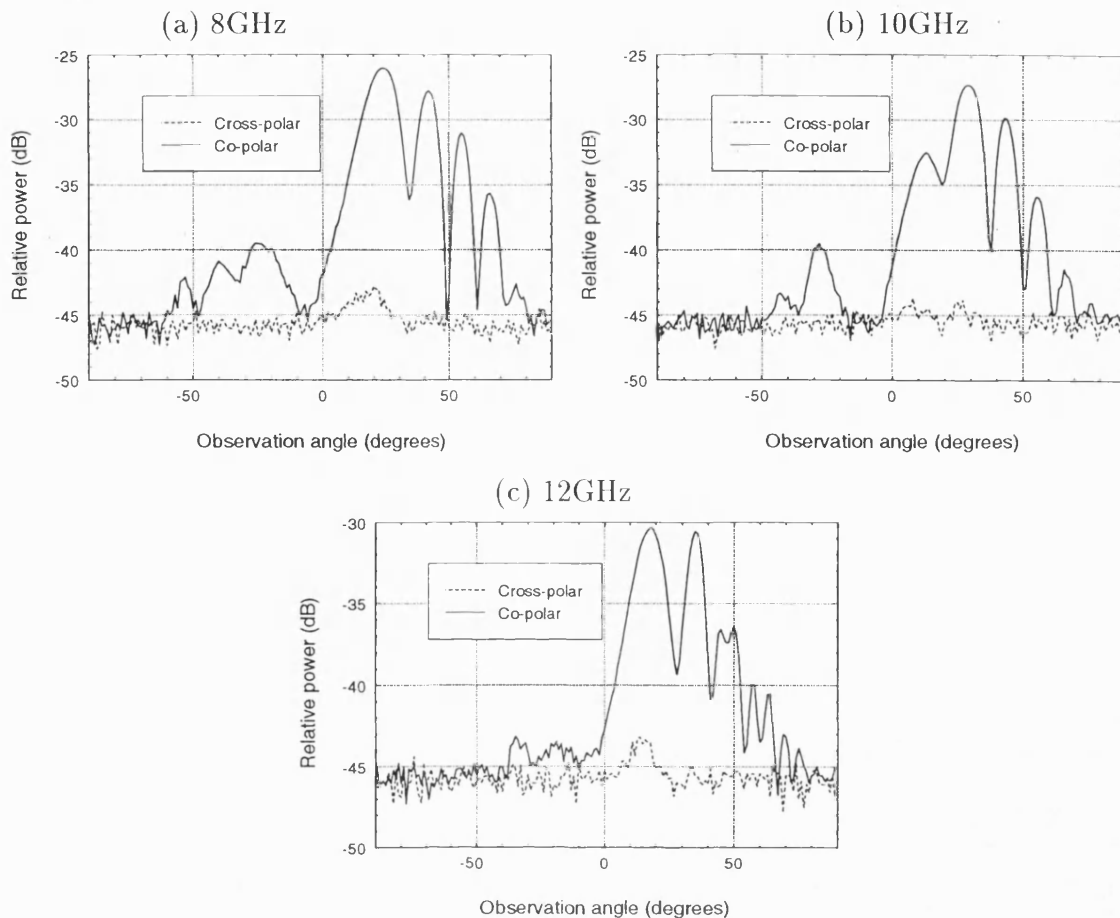 (a) 8GHz
-25
-30
-35
-40
-45
-50
Relative power (dB)
Cross-polar
Co-polar
-50
0
50
Observation angle (degrees)
(b) 10GHz
-25
-30
-35
-40
-45
-50
Relative power (dB)
Cross-polar
Co-polar
-50
0
50
Observation angle (degrees)
(c) 12GHz
-30
-35
-40
-45
-50
Relative power (dB)
Cross-polar
Co-polar
-50
0
50
Observation angle (degrees)